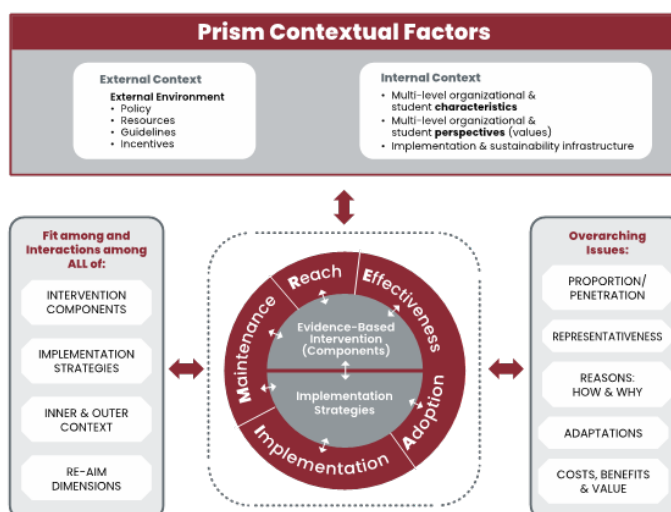 Prism Contextual Factors
External Context
External Environment
• Policy
• Resources
• Guidelines
• Incentives
Internal Context
• Multi-level organizational &
student characteristics
• Multi-level organizational &
student perspectives (values)
• Implementation & sustainability infrastructure
Fit among and
Interactions among
ALL of:
INTERVENTION
COMPONENTS
IMPLEMENTATION
STRATEGIES
INNER & OUTER
CONTEXT
RE-AIM
DIMENSIONS
Reach
Effectiveness
Adoption
Implementation
Maintenance
Evidence-Based
Intervention
(Components)
Implementation
Strategies
Overarching
Issues:
PROPORTION/
PENETRATION
REPRESENTATIVENESS
REASONS:
HOW & WHY
ADAPTATIONS
COSTS, BENEFITS
& VALUE